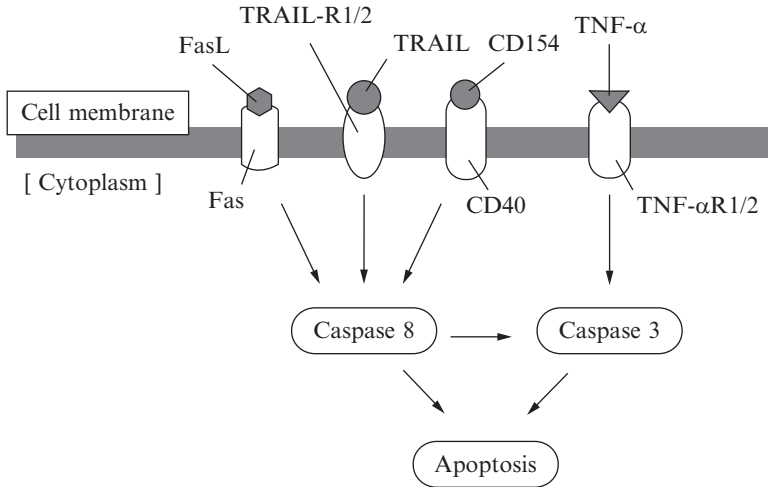 TRAIL-R1/2
FasL
TRAIL
CD154
TNF-α
Cell membrane
[ Cytoplasm ]
Fas
CD40
TNF-αR1/2
Caspase 8
Caspase 3
Apoptosis